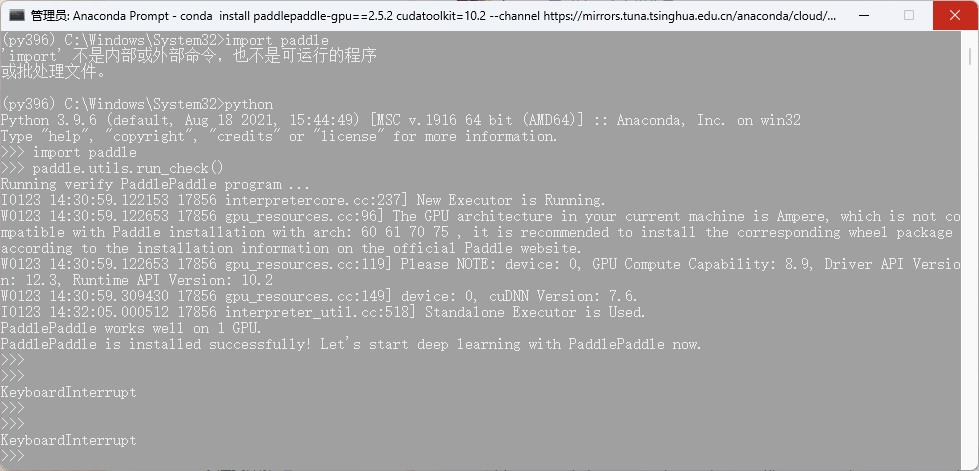 管理员: Anaconda Prompt - conda  install paddlepaddle-gpu==2.5.2 cudatoolkit=10.2 --channel https://mirrors.tuna.tsinghua.edu.cn/anaconda/cloud/...
(py396) C:\Windows\System32>import paddle
'import' 不是内部或外部命令，也不是可运行的程序
或批处理文件。
(py396) C:\Windows\System32>python
Python 3.9.6 (default, Aug 18 2021, 15:44:49) [MSC v.1916 64 bit (AMD64)] :: Anaconda, Inc. on win32
Type "help", "copyright", "credits" or "license" for more information.
>>> import paddle
>>> paddle.utils.run_check()
Running verify PaddlePaddle program ...
I0123 14:30:59.122153 17856 interpretercore.cc:237] New Executor is Running.
W0123 14:30:59.122653 17856 gpu_resources.cc:96] The GPU architecture in your current machine is Ampere, which is not co
mpatible with Paddle installation with arch: 60 61 70 75 , it is recommended to install the corresponding wheel package
according to the installation information on the official Paddle website.
W0123 14:30:59.122653 17856 gpu_resources.cc:119] Please NOTE: device: 0, GPU Compute Capability: 8.9, Driver API Versio
n: 12.3, Runtime API Version: 10.2
W0123 14:30:59.309430 17856 gpu_resources.cc:149] device: 0, cuDNN Version: 7.6.
I0123 14:32:05.000512 17856 interpreter_util.cc:518] Standalone Executor is Used.
PaddlePaddle works well on 1 GPU.
PaddlePaddle is installed successfully! Let's start deep learning with PaddlePaddle now.
>>>
>>>
KeyboardInterrupt
>>>
>>>
KeyboardInterrupt
>>>